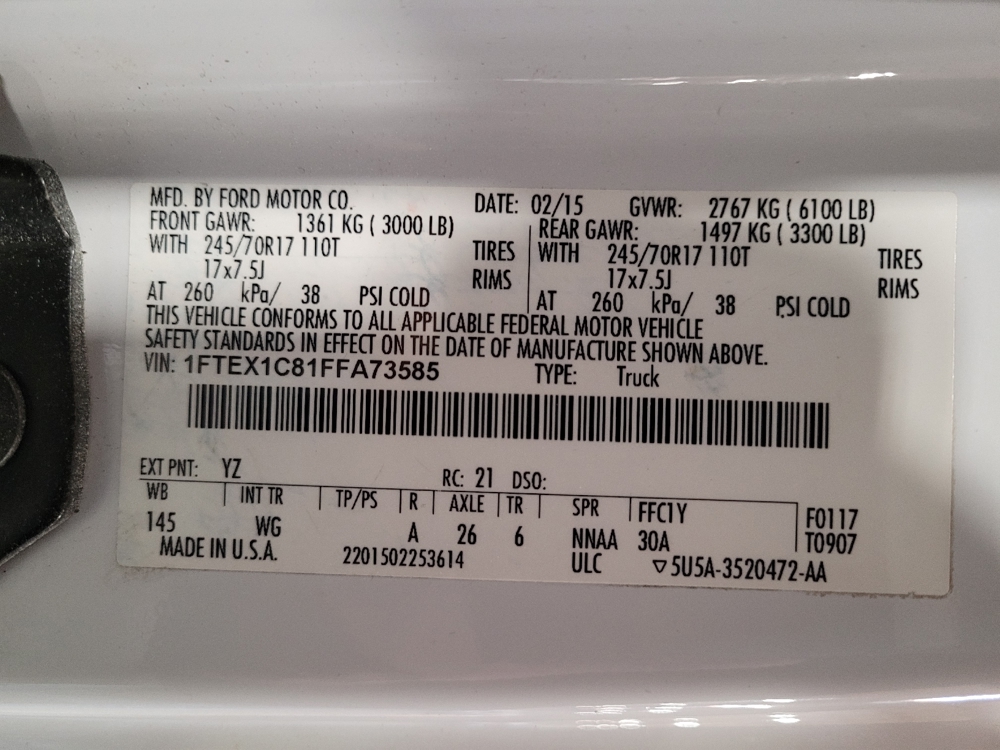 MFD. BY FORD MOTOR CO. DATE: 02/15 GVWR: 2767 KG ( 6100 LB)
FRONT GAWR: 1361 KG ( 3000 LB) REAR GAWR: 1497 KG ( 3300 LB)
WITH 245/70R17 110T TIRES WITH 245/70R17 110T TIRES
17x7.5J RIMS 17x7.5J RIMS
AT 260 kPa/ 38 PSI COLD AT 260 kPa/ 38 PSI COLD
THIS VEHICLE CONFORMS TO ALL APPLICABLE FEDERAL MOTOR VEHICLE
SAFETY STANDARDS IN EFFECT ON THE DATE OF MANUFACTURE SHOWN ABOVE.
VIN: 1FTEX1C81FFA73585 TYPE: Truck
EXT PNT: YZ RC: 21 DSO:
WB INT TR TP/PS R AXLE TR SPR FFC1Y F0117
145 WG A 26 6 NNAA 30A T0907
MADE IN U.S.A. 2201502253614 ULC ▽5U5A-3520472-AA